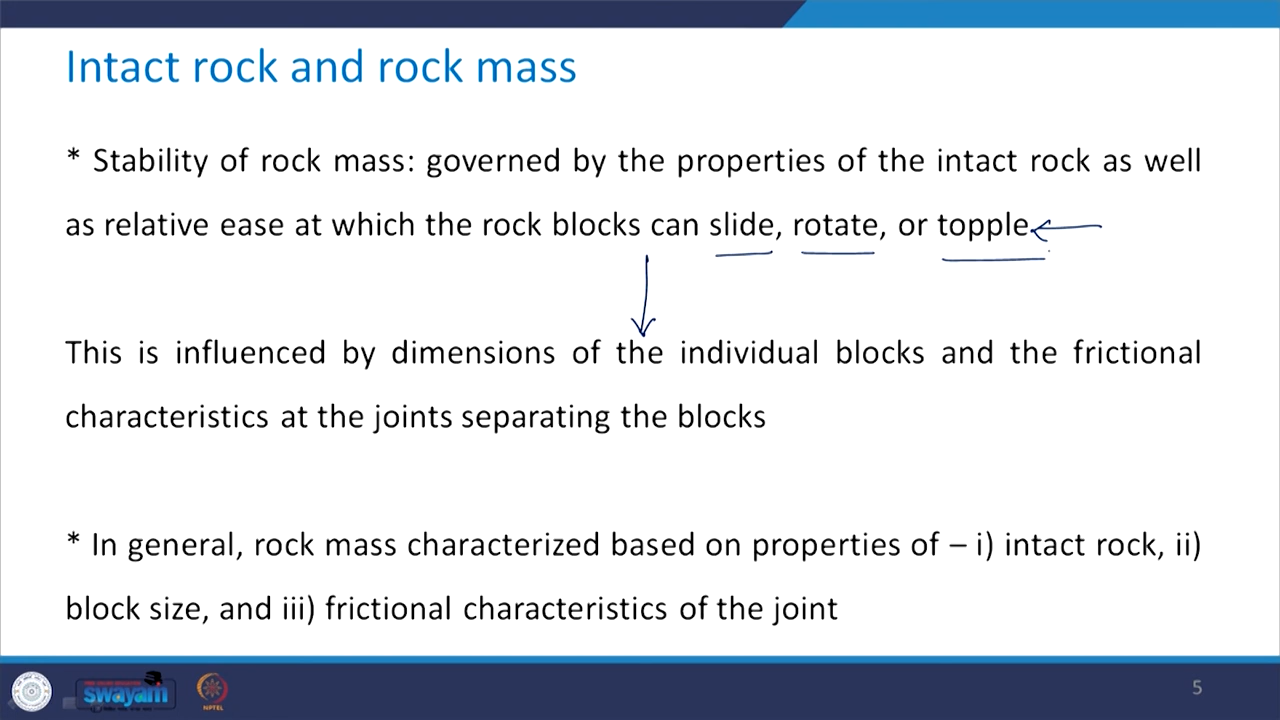 Intact rock and rock mass
* Stability of rock mass: governed by the properties of the intact rock as well
as relative ease at which the rock blocks can slide, rotate, or topple
This is influenced by dimensions of the individual blocks and the frictional
characteristics at the joints separating the blocks
* In general, rock mass characterized based on properties of – i) intact rock, ii)
block size, and iii) frictional characteristics of the joint
swayam
NPTEL
5